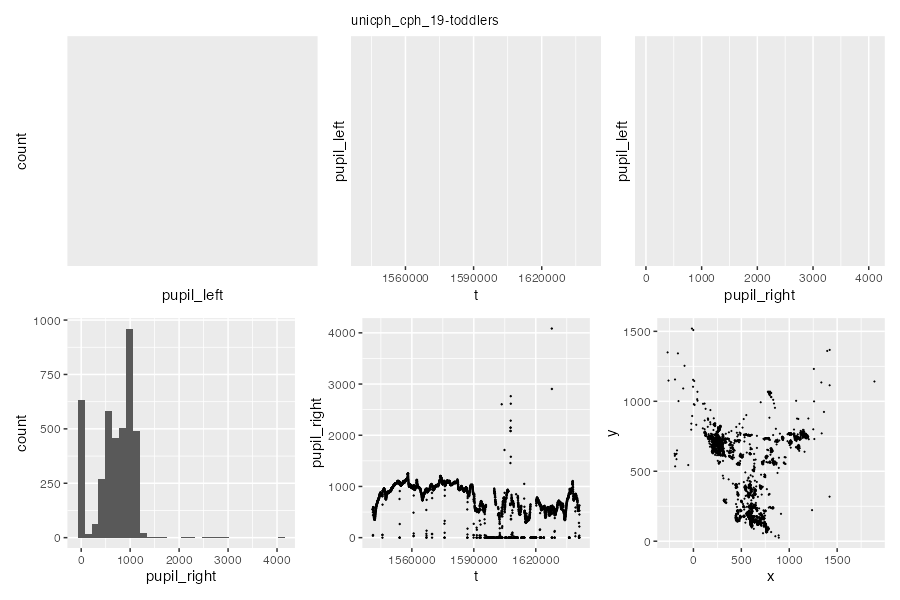 unicph_cph_19-toddlers
count
pupil_left
pupil_left
1560000 1590000 1620000
t
pupil_left
0 1000 2000 3000 4000
pupil_right
1000
750
500
250
0
count
0 1000 2000 3000 4000
pupil_right
4000
3000
2000
1000
0
pupil_right
1560000 1590000 1620000
t
1500
1000
500
0
y
0 500 1000 1500
x